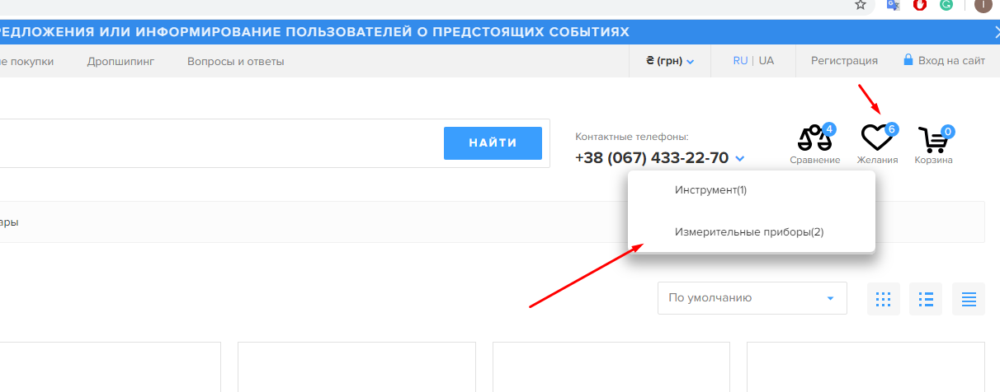 РЕДЛОЖЕНИЯ ИЛИ ИНФОРМИРОВАНИЕ ПОЛЬЗОВАТЕЛЕЙ О ПРЕДСТОЯЩИХ СОБЫТИЯХ
е покупки Дропшипинг Вопросы и ответы ₴ (грн) RU | UA Регистрация Вход на сайт
НАЙТИ
Контактные телефоны:
+38 (067) 433-22-70
4 6 0
Сравнение Желания Корзина
Инструмент(1)
Измерительные приборы(2)
ары
По умолчанию